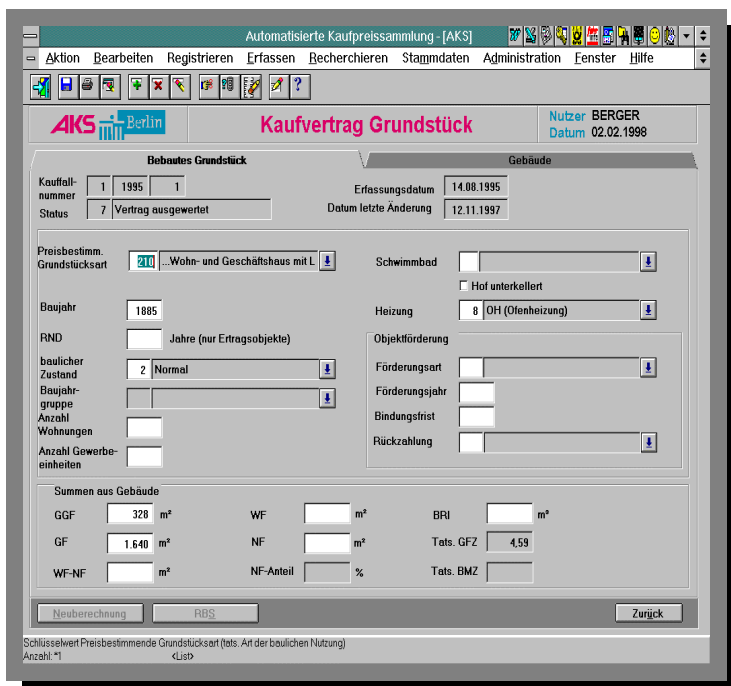 Automatisierte Kaufpreissammlung - [AKS]
Aktion Bearbeiten Registrieren Erfassen Recherchieren Stammdaten Administration Fenster Hilfe
AKS Berlin Kaufvertrag Grundstück Nutzer BERGER
Datum 02.02.1998
Bebautes Grundstück Gebäude
Kauffall-
nummer 1 1995 1 Erfassungsdatum 14.08.1995
Status 7 Vertrag ausgewertet Datum letzte Änderung 12.11.1997
Preisbestimm.
Grundstücksart 210 ...Wohn- und Geschäftshaus mit L Schwimmbad
Hof unterkellert
Baujahr 1885 Heizung 8 OH (Ofenheizung)
RND Jahre (nur Ertragsobjekte) Objektförderung
baulicher
Zustand 2 Normal Förderungsart
Baujahr-
gruppe Förderungsjahr
Anzahl
Wohnungen Bindungsfrist
Anzahl Gewerbe-
einheiten Rückzahlung
Summen aus Gebäude
GGF 328 m² WF m² BRI m³
GF 1.640 m² NF m² Tats. GFZ 4,59
WF-NF m² NF-Anteil % Tats. BMZ
Neuberechnung RBS Zurück
Schlüsselwert Preisbestimmende Grundstücksart (tats. Art der baulichen Nutzung)
Anzahl: *1 <List>